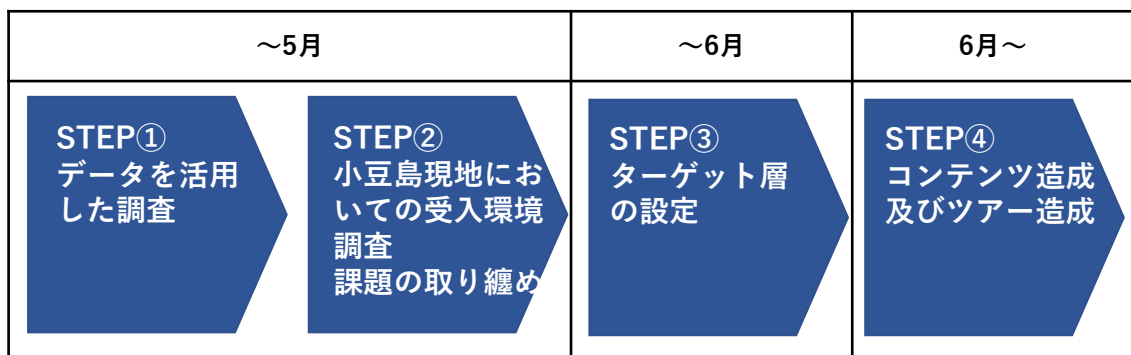 ～5月
～6月
6月～
STEP①
データを活用
した調査
STEP②
小豆島現地にお
いての受入環境
調査
課題の取り纏め
STEP③
ターゲット層
の設定
STEP④
コンテンツ造成
及びツアー造成